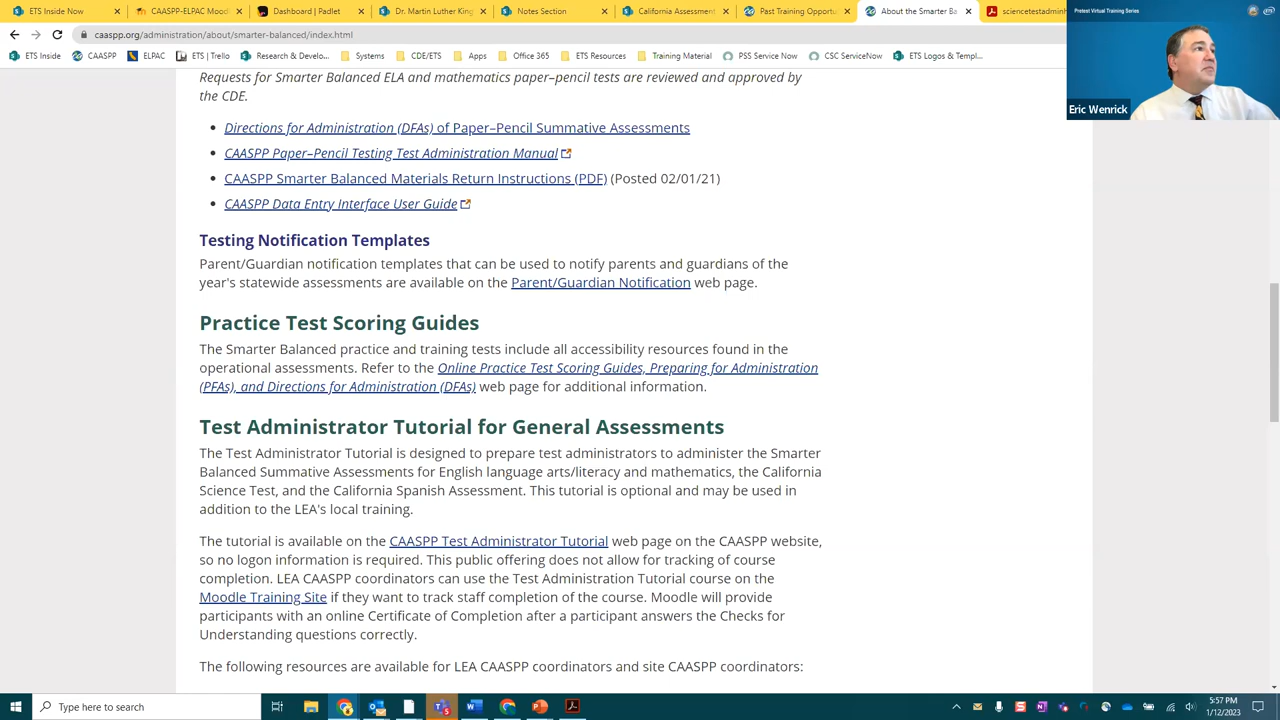 ETS Inside Now
CAASPP-ELPAC Mood
Dashboard | Padlet
Dr. Martin Luther King
Notes Section
California Assessment
Past Training Opportu
About the Smarter Ba
sciencetestadminh
Pretest Virtual Training Series
caaspp.org/administration/about/smarter-balanced/index.html
ETS Inside
CAASPP
ELPAC
ETS | Trello
Research & Develo...
Systems
CDE/ETS
Apps
Office 365
ETS Resources
Training Material
PSS Service Now
CSC ServiceNow
ETS Logos & Templ...
Eric Wenrick
Requests for Smarter Balanced ELA and mathematics paper–pencil tests are reviewed and approved by
the CDE.
Directions for Administration (DFAs) of Paper–Pencil Summative Assessments
CAASPP Paper–Pencil Testing Test Administration Manual
CAASPP Smarter Balanced Materials Return Instructions (PDF) (Posted 02/01/21)
CAASPP Data Entry Interface User Guide
Testing Notification Templates
Parent/Guardian notification templates that can be used to notify parents and guardians of the
year's statewide assessments are available on the Parent/Guardian Notification web page.
Practice Test Scoring Guides
The Smarter Balanced practice and training tests include all accessibility resources found in the
operational assessments. Refer to the Online Practice Test Scoring Guides, Preparing for Administration
(PFAs), and Directions for Administration (DFAs) web page for additional information.
Test Administrator Tutorial for General Assessments
The Test Administrator Tutorial is designed to prepare test administrators to administer the Smarter
Balanced Summative Assessments for English language arts/literacy and mathematics, the California
Science Test, and the California Spanish Assessment. This tutorial is optional and may be used in
addition to the LEA's local training.
The tutorial is available on the CAASPP Test Administrator Tutorial web page on the CAASPP website,
so no logon information is required. This public offering does not allow for tracking of course
completion. LEA CAASPP coordinators can use the Test Administration Tutorial course on the
Moodle Training Site if they want to track staff completion of the course. Moodle will provide
participants with an online Certificate of Completion after a participant answers the Checks for
Understanding questions correctly.
The following resources are available for LEA CAASPP coordinators and site CAASPP coordinators:
Type here to search
5:57 PM
1/12/2023